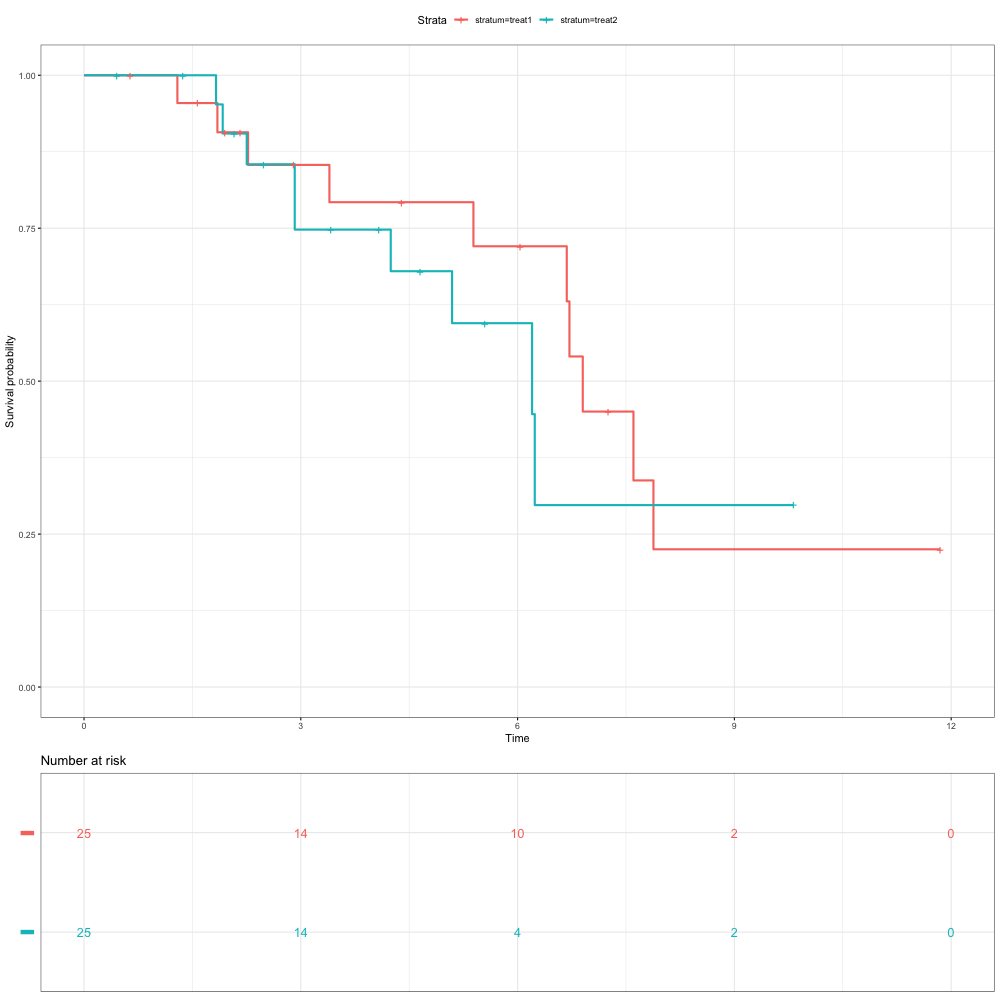 Strata stratum=treat1 stratum=treat2
1.00
0.75
0.50
0.25
0.00
Survival probability
0 3 6 9 12
Time
Number at risk
25 14 10 2 0
25 14 4 2 0